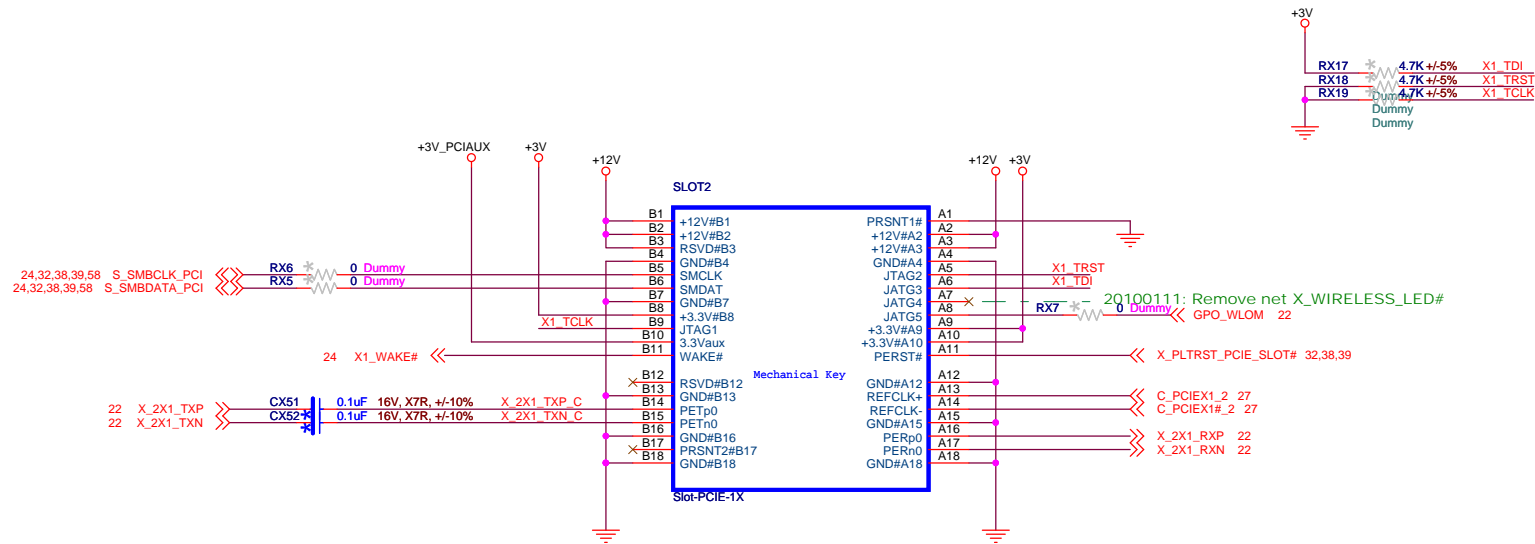 +3V
RX17 4.7K +/-5% X1_TDI
RX18 4.7K +/-5% X1_TRST
RX19 4.7K +/-5% X1_TCLK
Dummy
Dummy
Dummy
+3V_PCIAUX +3V +12V +12V +3V
SLOT2
B1 +12V#B1 PRSNT1# A1
B2 +12V#B2 +12V#A2 A2
B3 RSVD#B3 +12V#A3 A3
B4 GND#B4 GND#A4 A4
24,32,38,39,58 S_SMBCLK_PCI RX6 0 Dummy B5 SMCLK JTAG2 A5 X1_TRST
24,32,38,39,58 S_SMBDATA_PCI RX5 0 Dummy B6 SMDAT JTAG3 A6 X1_TDI
B7 GND#B7 JTAG4 A7 20100111: Remove net X_WIRELESS_LED#
B8 +3.3V#B8 JTAG5 A8 RX7 0 Dummy GPO_WLOM 22
X1_TCLK B9 JTAG1 +3.3V#A9 A9
B10 3.3Vaux +3.3V#A10 A10
24 X1_WAKE# B11 WAKE# PERST# A11 X_PLTRST_PCIE_SLOT# 32,38,39
Mechanical Key
B12 RSVD#B12 GND#A12 A12
B13 GND#B13 REFCLK+ A13 C_PCIEX1_2 27
22 X_2X1_TXP CX51 0.1uF 16V, X7R, +/-10% X_2X1_TXP_C B14 PETp0 REFCLK- A14 C_PCIEX1#_2 27
22 X_2X1_TXN CX52 0.1uF 16V, X7R, +/-10% X_2X1_TXN_C B15 PETn0 GND#A15 A15
B16 GND#B16 PERp0 A16 X_2X1_RXP 22
B17 PRSNT2#B17 PERn0 A17 X_2X1_RXN 22
B18 GND#B18 GND#A18 A18
Slot-PCIE-1X